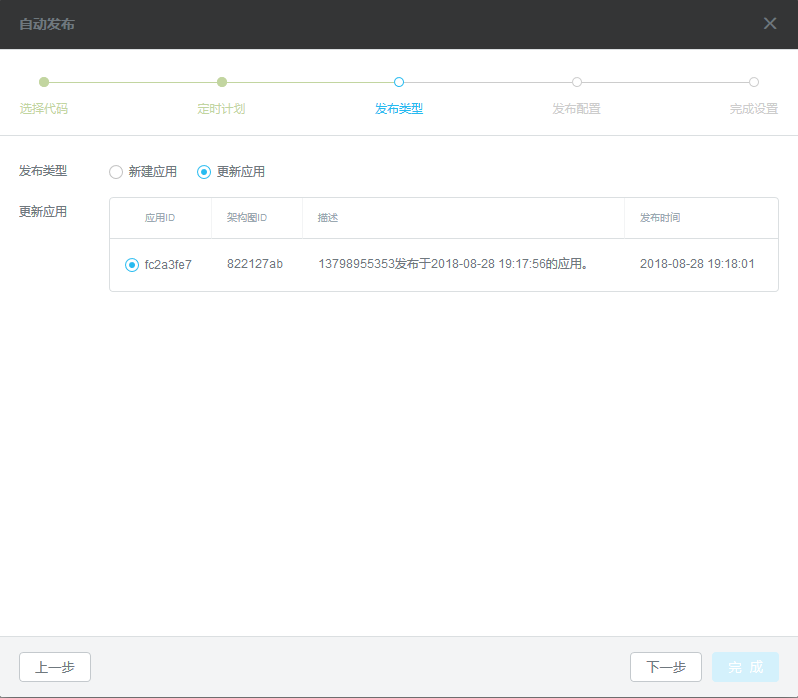 自动发布
选择代码 定时计划 发布类型 发布配置 完成设置
发布类型 新建应用 更新应用
更新应用
应用ID 架构图ID 描述 发布时间
fc2a3fe7 822127ab 13798955353发布于2018-08-28 19:17:56的应用。 2018-08-28 19:18:01
上一步 下一步 完 成